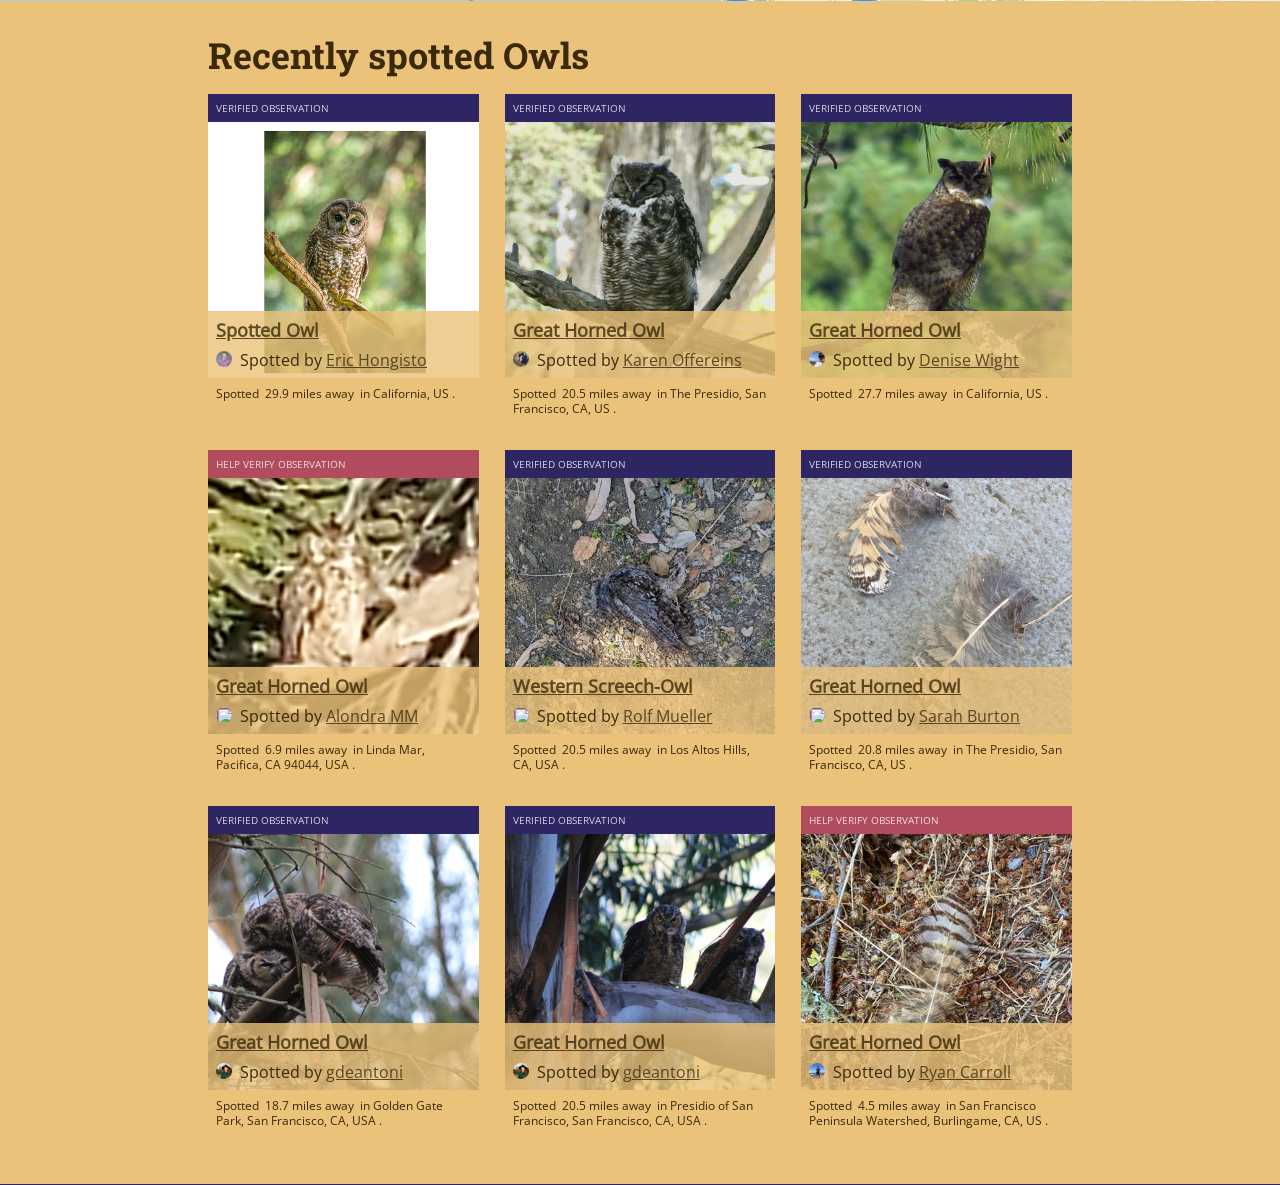 Recently spotted Owls
VERIFIED OBSERVATION
Spotted Owl
Spotted by Eric Hongisto
Spotted 29.9 miles away in California, US .
VERIFIED OBSERVATION
Great Horned Owl
Spotted by Karen Offereins
Spotted 20.5 miles away in The Presidio, San
Francisco, CA, US .
VERIFIED OBSERVATION
Great Horned Owl
Spotted by Denise Wight
Spotted 27.7 miles away in California, US .
HELP VERIFY OBSERVATION
Great Horned Owl
Spotted by Alondra MM
Spotted 6.9 miles away in Linda Mar,
Pacifica, CA 94044, USA .
VERIFIED OBSERVATION
Western Screech-Owl
Spotted by Rolf Mueller
Spotted 20.5 miles away in Los Altos Hills,
CA, USA .
VERIFIED OBSERVATION
Great Horned Owl
Spotted by Sarah Burton
Spotted 20.8 miles away in The Presidio, San
Francisco, CA, US .
VERIFIED OBSERVATION
Great Horned Owl
Spotted by gdeantoni
Spotted 18.7 miles away in Golden Gate
Park, San Francisco, CA, USA .
VERIFIED OBSERVATION
Great Horned Owl
Spotted by gdeantoni
Spotted 20.5 miles away in Presidio of San
Francisco, San Francisco, CA, USA .
HELP VERIFY OBSERVATION
Great Horned Owl
Spotted by Ryan Carroll
Spotted 4.5 miles away in San Francisco
Peninsula Watershed, Burlingame, CA, US .